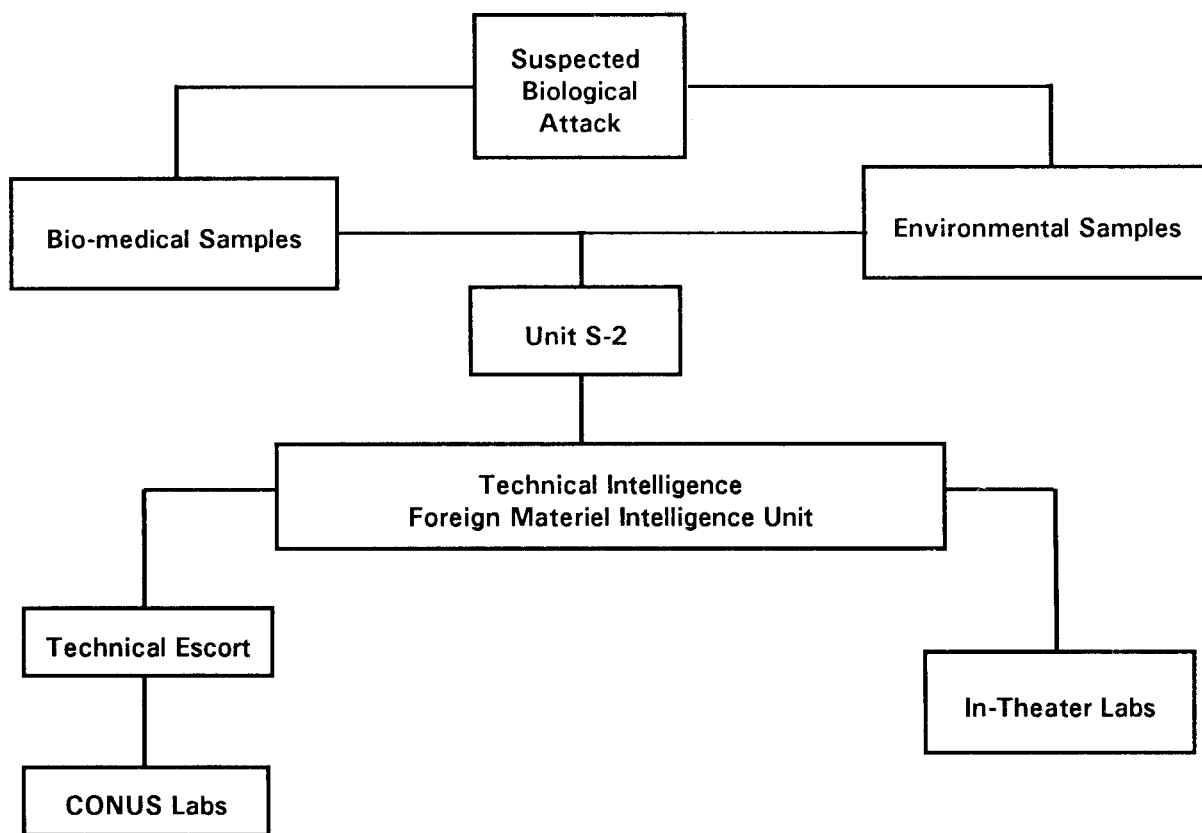 Suspected
Biological
Attack
Bio-medical Samples
Environmental Samples
Unit S-2
Technical Intelligence
Foreign Materiel Intelligence Unit
Technical Escort
In-Theater Labs
CONUS Labs